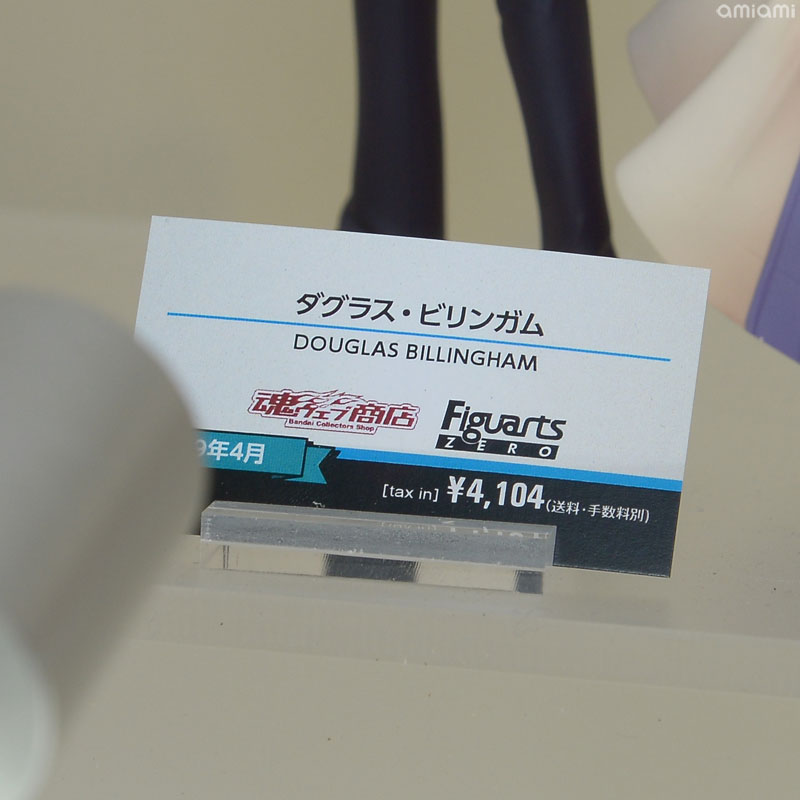 amiami
ダグラス・ビリンガム
DOUGLAS BILLINGHAM
魂ウェブ商店
Bandai Collectors Shop
Figuarts
ZERO
9年4月
[tax in] ¥4,104(送料・手数料別)